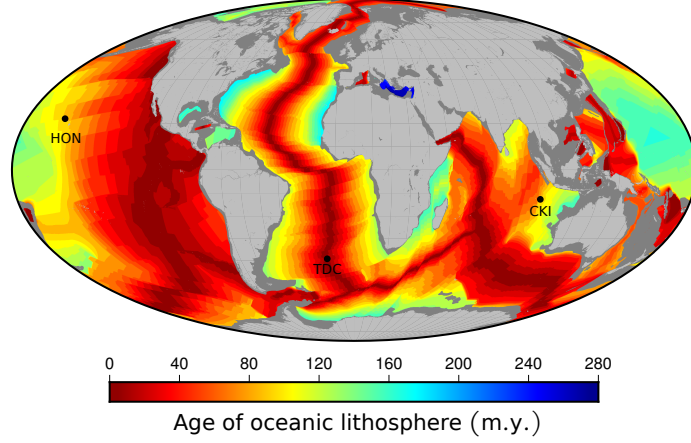 HON
CKI
TDC
0 40 80 120 160 200 240 280
Age of oceanic lithosphere (m.y.)